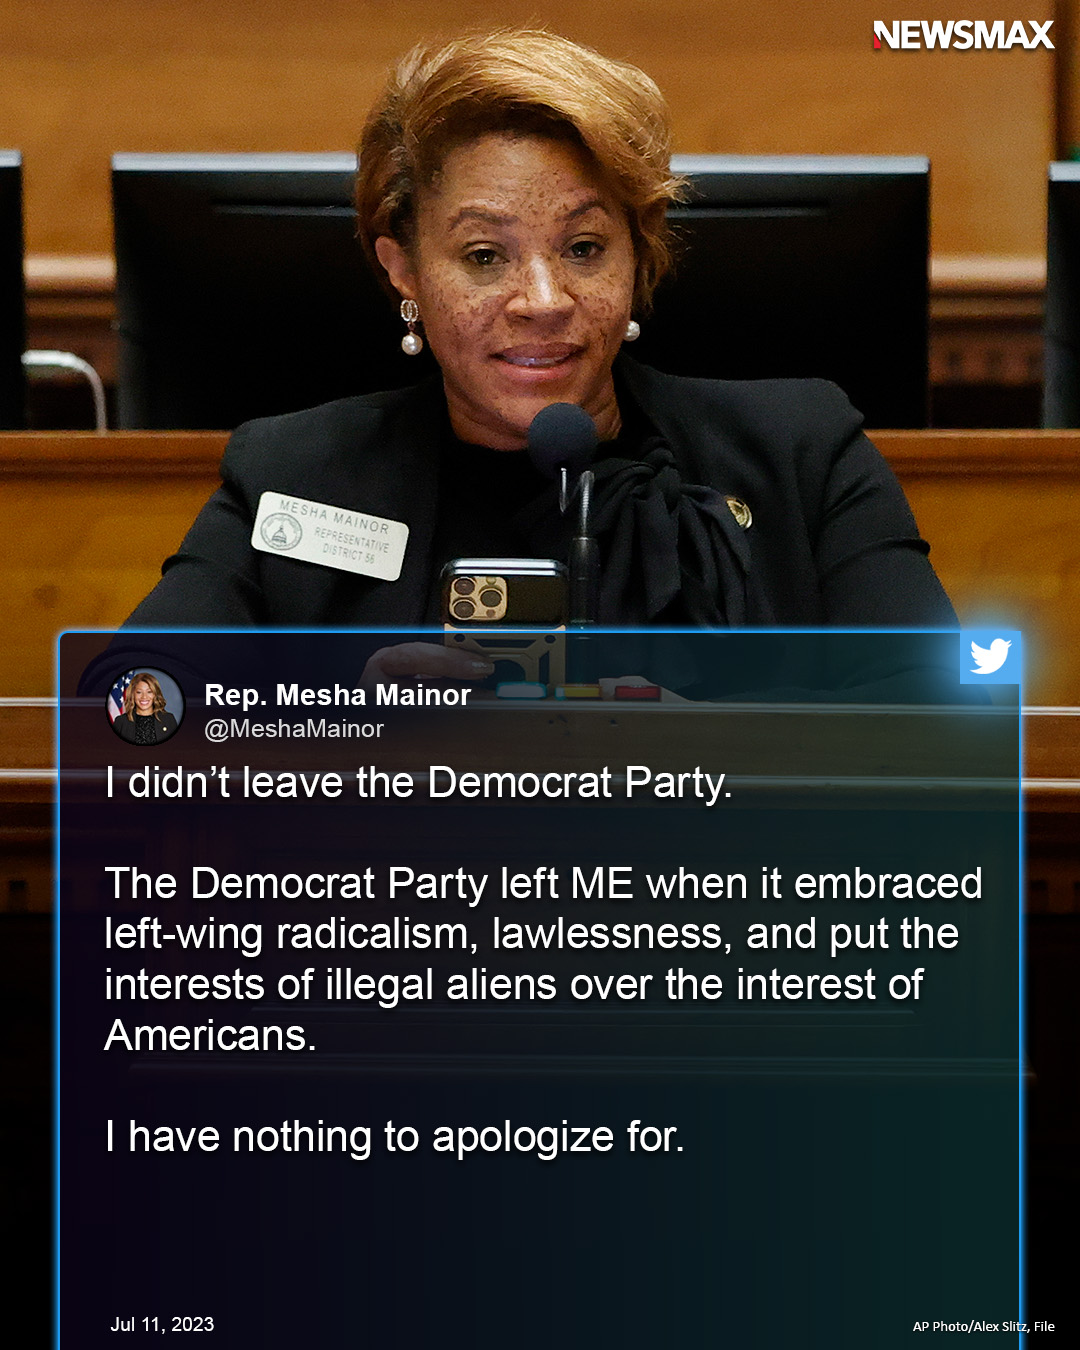 NEWSMAX
MESHA MAINOR
REPRESENTATIVE
DISTRICT 56
Rep. Mesha Mainor
@MeshaMainor
I didn’t leave the Democrat Party.
The Democrat Party left ME when it embraced
left-wing radicalism, lawlessness, and put the
interests of illegal aliens over the interest of
Americans.
I have nothing to apologize for.
Jul 11, 2023
AP Photo/Alex Slitz, File